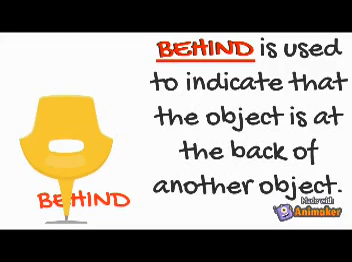 BEHIND is used
to indicate that
the object is at
the back of
another object.
BEHIND
Made with
Animaker